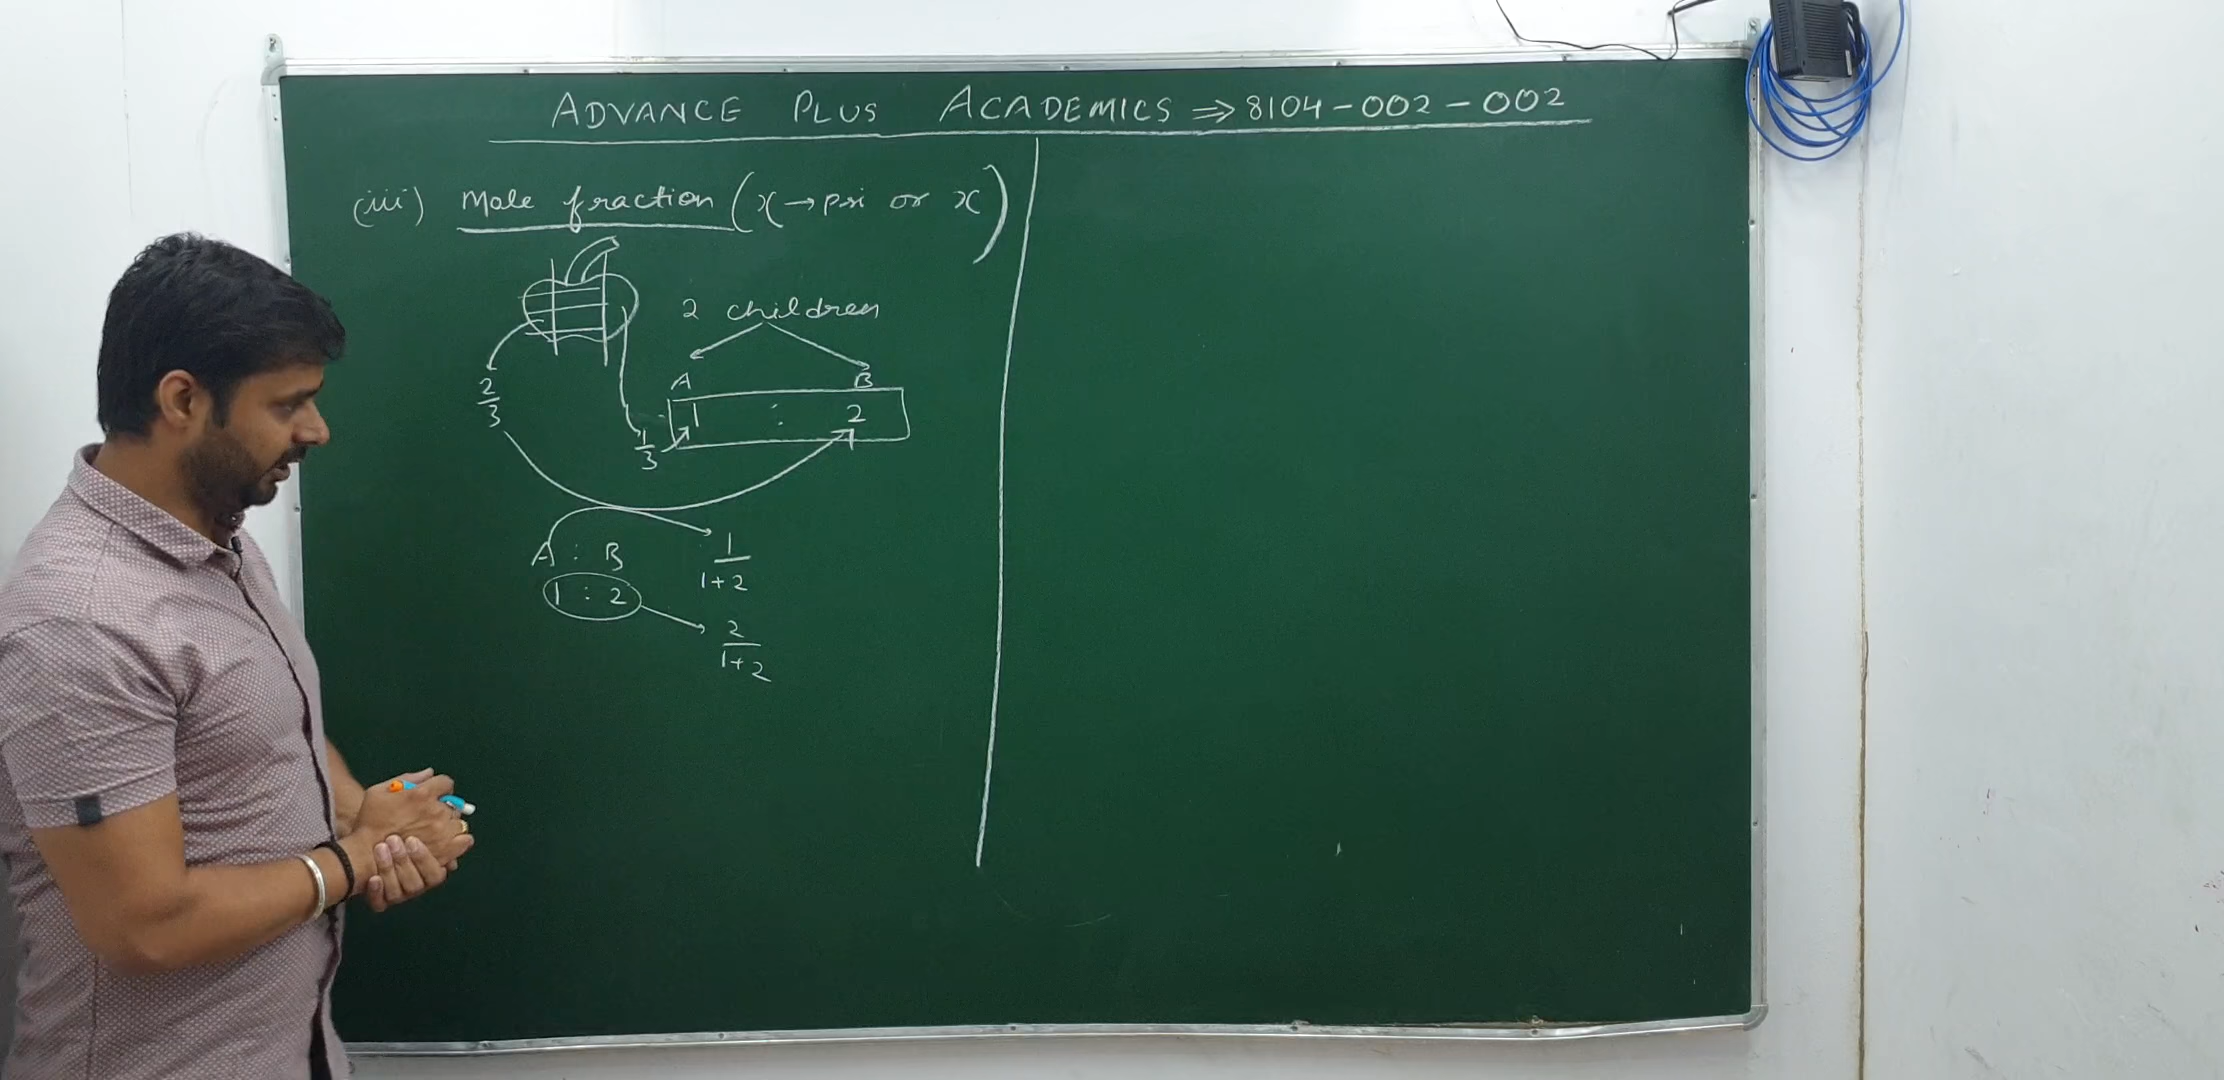 ADVANCE PLUS ACADEMICS ⇒ 8104-002-002
(iii) Mole fraction (χ → psi or x)
2 children
A B
1 : 2
2/3
1/3
A : B
1 : 2
1/1+2
2/1+2